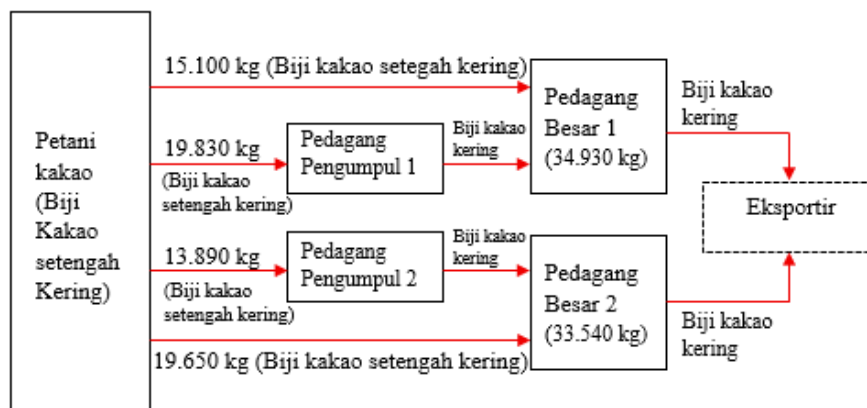 Petani
kakao
(Biji
Kakao
setengah
Kering)
15.100 kg (Biji kakao setegah kering)
19.830 kg
(Biji kakao
setengah kering)
Pedagang
Pengumpul 1
Biji kakao
kering
Pedagang
Besar 1
(34.930 kg)
Biji kakao
kering
Eksportir
13.890 kg
(Biji kakao
setengah kering)
Pedagang
Pengumpul 2
Biji kakao
kering
Pedagang
Besar 2
(33.540 kg)
Biji kakao
kering
19.650 kg (Biji kakao setengah kering)